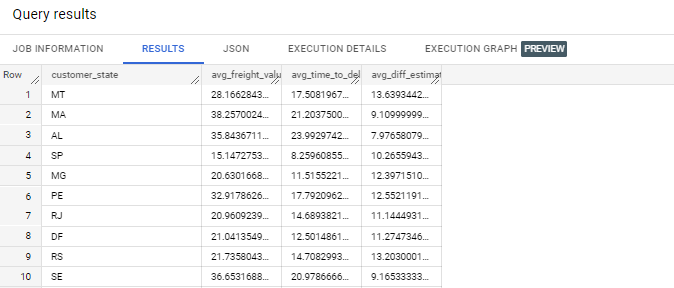 Query results
JOB INFORMATION RESULTS JSON EXECUTION DETAILS EXECUTION GRAPH PREVIEW
Row customer_state avg_freight_valu avg_time_to_del avg_diff_estimat
1 MT 28.1662843... 17.5081967... 13.6393442...
2 MA 38.2570024... 21.2037500... 9.10999999...
3 AL 35.8436711... 23.9929742... 7.97658079...
4 SP 15.1472753... 8.25960855... 10.2655943...
5 MG 20.6301668... 11.5155221... 12.3971510...
6 PE 32.9178626... 17.7920962... 12.5521191...
7 RJ 20.9609239... 14.6893821... 11.1444931...
8 DF 21.0413549... 12.5014861... 11.2747346...
9 RS 21.7358043... 14.7082993... 13.2030001...
10 SE 36.6531688... 20.9786666... 9.16533333...